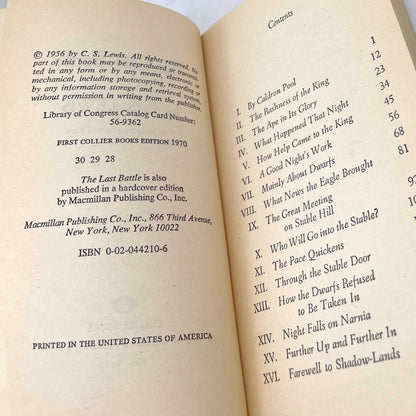 © 1956 by C. S. Lewis. All rights reserved. No
part of this book may be reproduced or transmitted
in any form or by any means, electronic or
mechanical, including photocopying, recording or
by any information storage and retrieval system,
without permission in writing from the publisher.
Library of Congress Catalog Card Number:
56-9362
FIRST COLLIER BOOKS EDITION 1970
30 29 28
The Last Battle is also
published in a hardcover edition
by Macmillan Publishing Co., Inc.
Macmillan Publishing Co., Inc., 866 Third Avenue,
New York, New York 10022
ISBN 0-02-044210-6
PRINTED IN THE UNITED STATES OF AMERICA
Contents
I. By Caldron Pool 1
II. The Rashness of the King 12
III. The Ape in Its Glory 23
IV. What Happened That Night 34
V. How Help Came to the King 45
VI. A Good Night's Work 56
VII. Mainly About Dwarfs 68
VIII. What News the Eagle Brought
IX. The Great Meeting
on Stable Hill
X. Who Will Go into the Stable?
XI. The Pace Quickens
XII. Through the Stable Door
XIII. How the Dwarfs Refused
to Be Taken In
XIV. Night Falls on Narnia
XV. Further Up and Further In
XVI. Farewell to Shadow-Lands